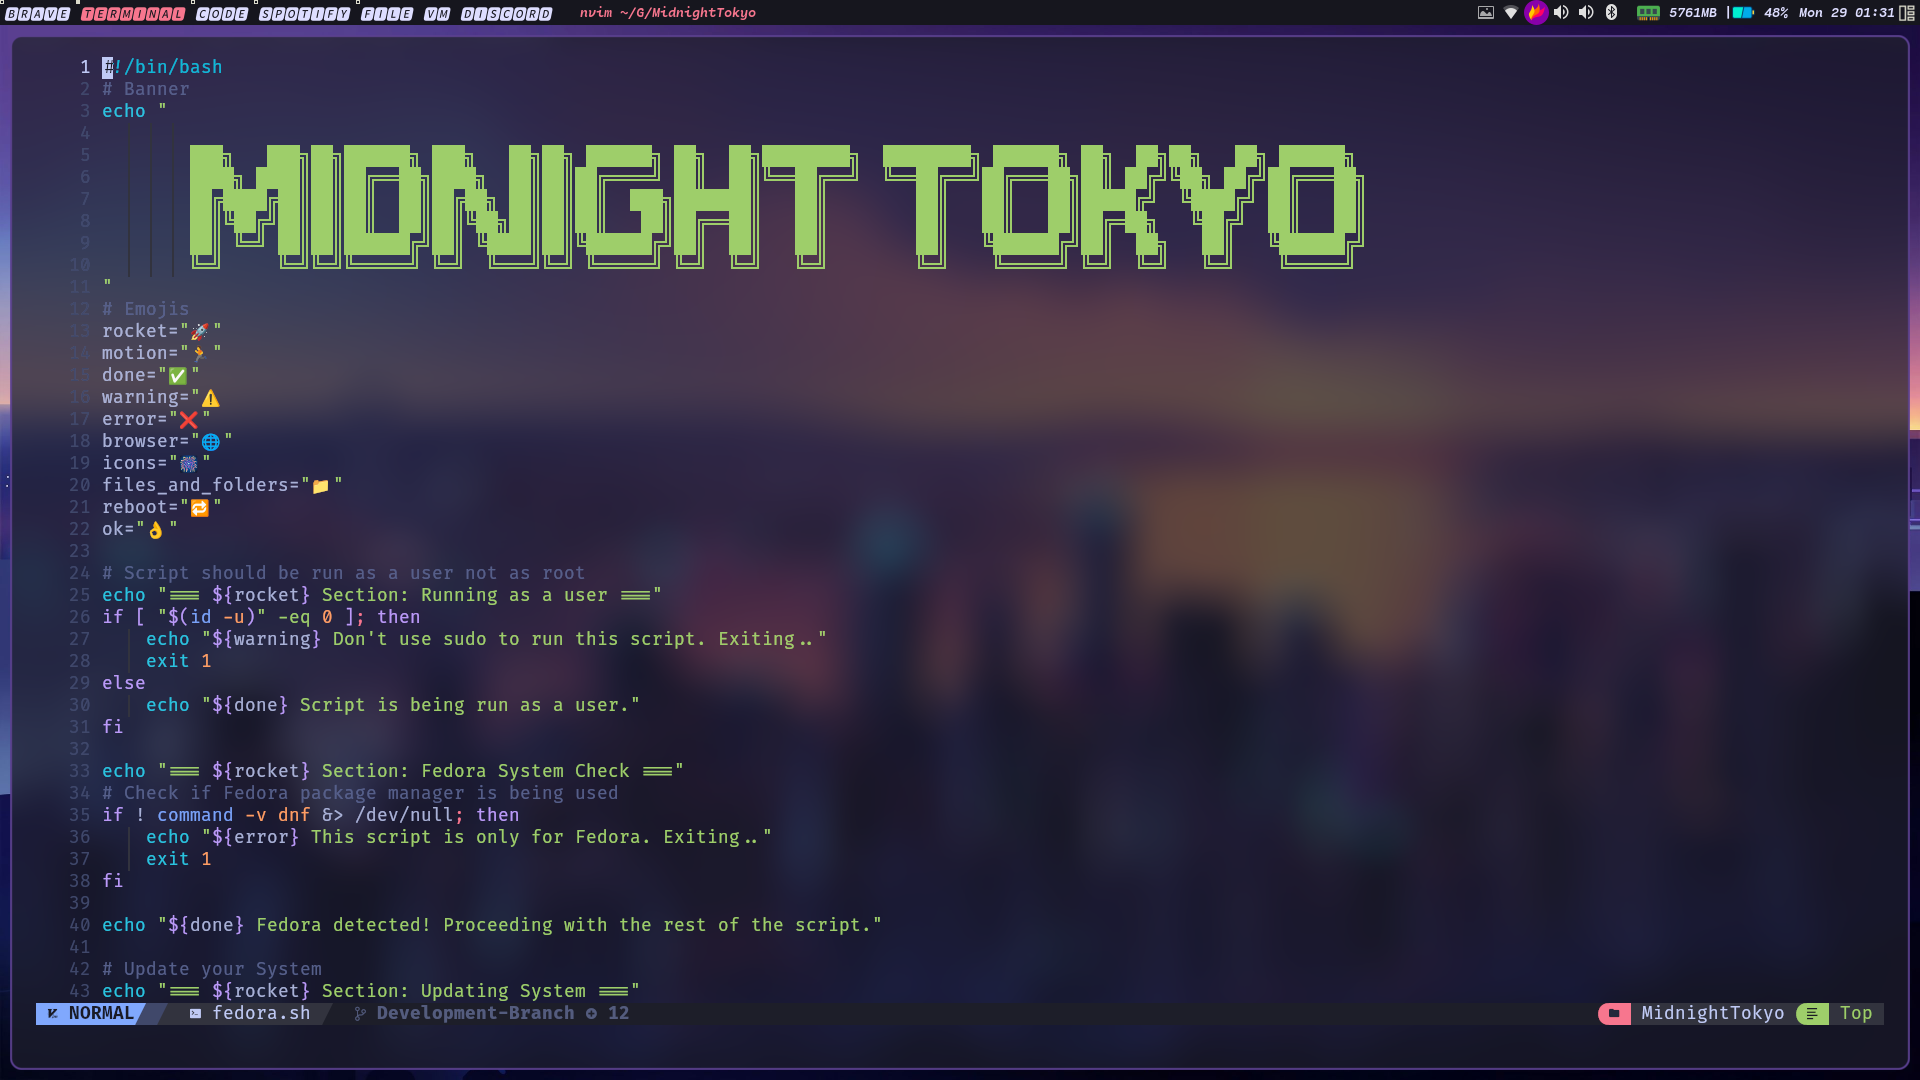 BRAVE TERMINAL CODE SPOTIFY FILE VM DISCORD nvim ~/G/MidnightTokyo 5761MB 48% Mon 29 01:31
1 #!/bin/bash
2 # Banner
3 echo "
4
5
6
7
8
9
10
MIDNIGHT TOKYO
11 "
12 # Emojis
13 rocket="🚀"
14 motion="🏃"
15 done="✅"
16 warning="⚠️
17 error="❌"
18 browser="🌐"
19 icons="🎆"
20 files_and_folders="📁"
21 reboot="🔁"
22 ok="👌"
23
24 # Script should be run as a user not as root
25 echo "=== ${rocket} Section: Running as a user ==="
26 if [ "$(id -u)" -eq 0 ]; then
27 echo "${warning} Don't use sudo to run this script. Exiting.."
28 exit 1
29 else
30 echo "${done} Script is being run as a user."
31 fi
32
33 echo "=== ${rocket} Section: Fedora System Check ==="
34 # Check if Fedora package manager is being used
35 if ! command -v dnf &> /dev/null; then
36 echo "${error} This script is only for Fedora. Exiting.."
37 exit 1
38 fi
39
40 echo "${done} Fedora detected! Proceeding with the rest of the script."
41
42 # Update your System
43 echo "=== ${rocket} Section: Updating System ==="
NORMAL fedora.sh Development-Branch 12 MidnightTokyo Top